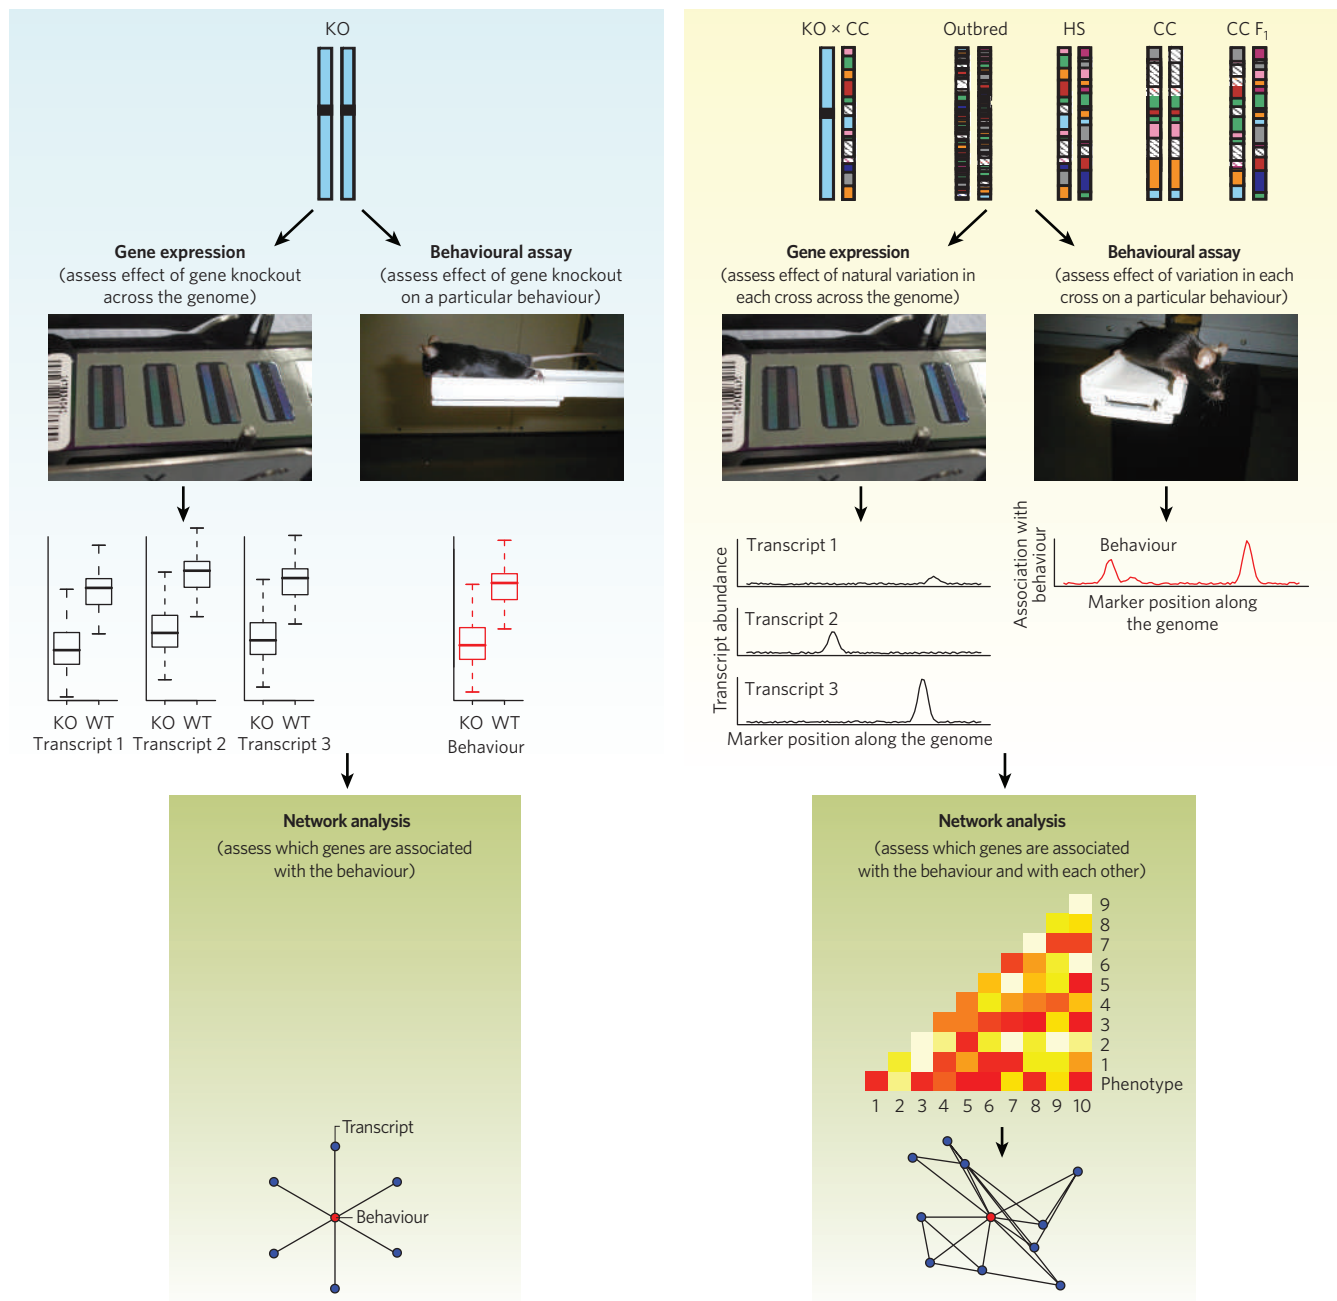 KO
Gene expression
(assess effect of gene knockout
across the genome)
Behavioural assay
(assess effect of gene knockout
on a particular behaviour)
KO WT
Transcript 1
KO WT
Transcript 2
KO WT
Transcript 3
KO WT
Behaviour
Network analysis
(assess which genes are associated
with the behaviour)
Transcript
Behaviour
KO × CC
Outbred
HS
CC
CC F1
Gene expression
(assess effect of natural variation in
each cross across the genome)
Behavioural assay
(assess effect of variation in each
cross on a particular behaviour)
Transcript abundance
Transcript 1
Transcript 2
Transcript 3
Marker position along the genome
Association with
behaviour
Behaviour
Marker position along
the genome
Network analysis
(assess which genes are associated
with the behaviour and with each other)
9
8
7
6
5
4
3
2
1
Phenotype
1 2 3 4 5 6 7 8 9 10